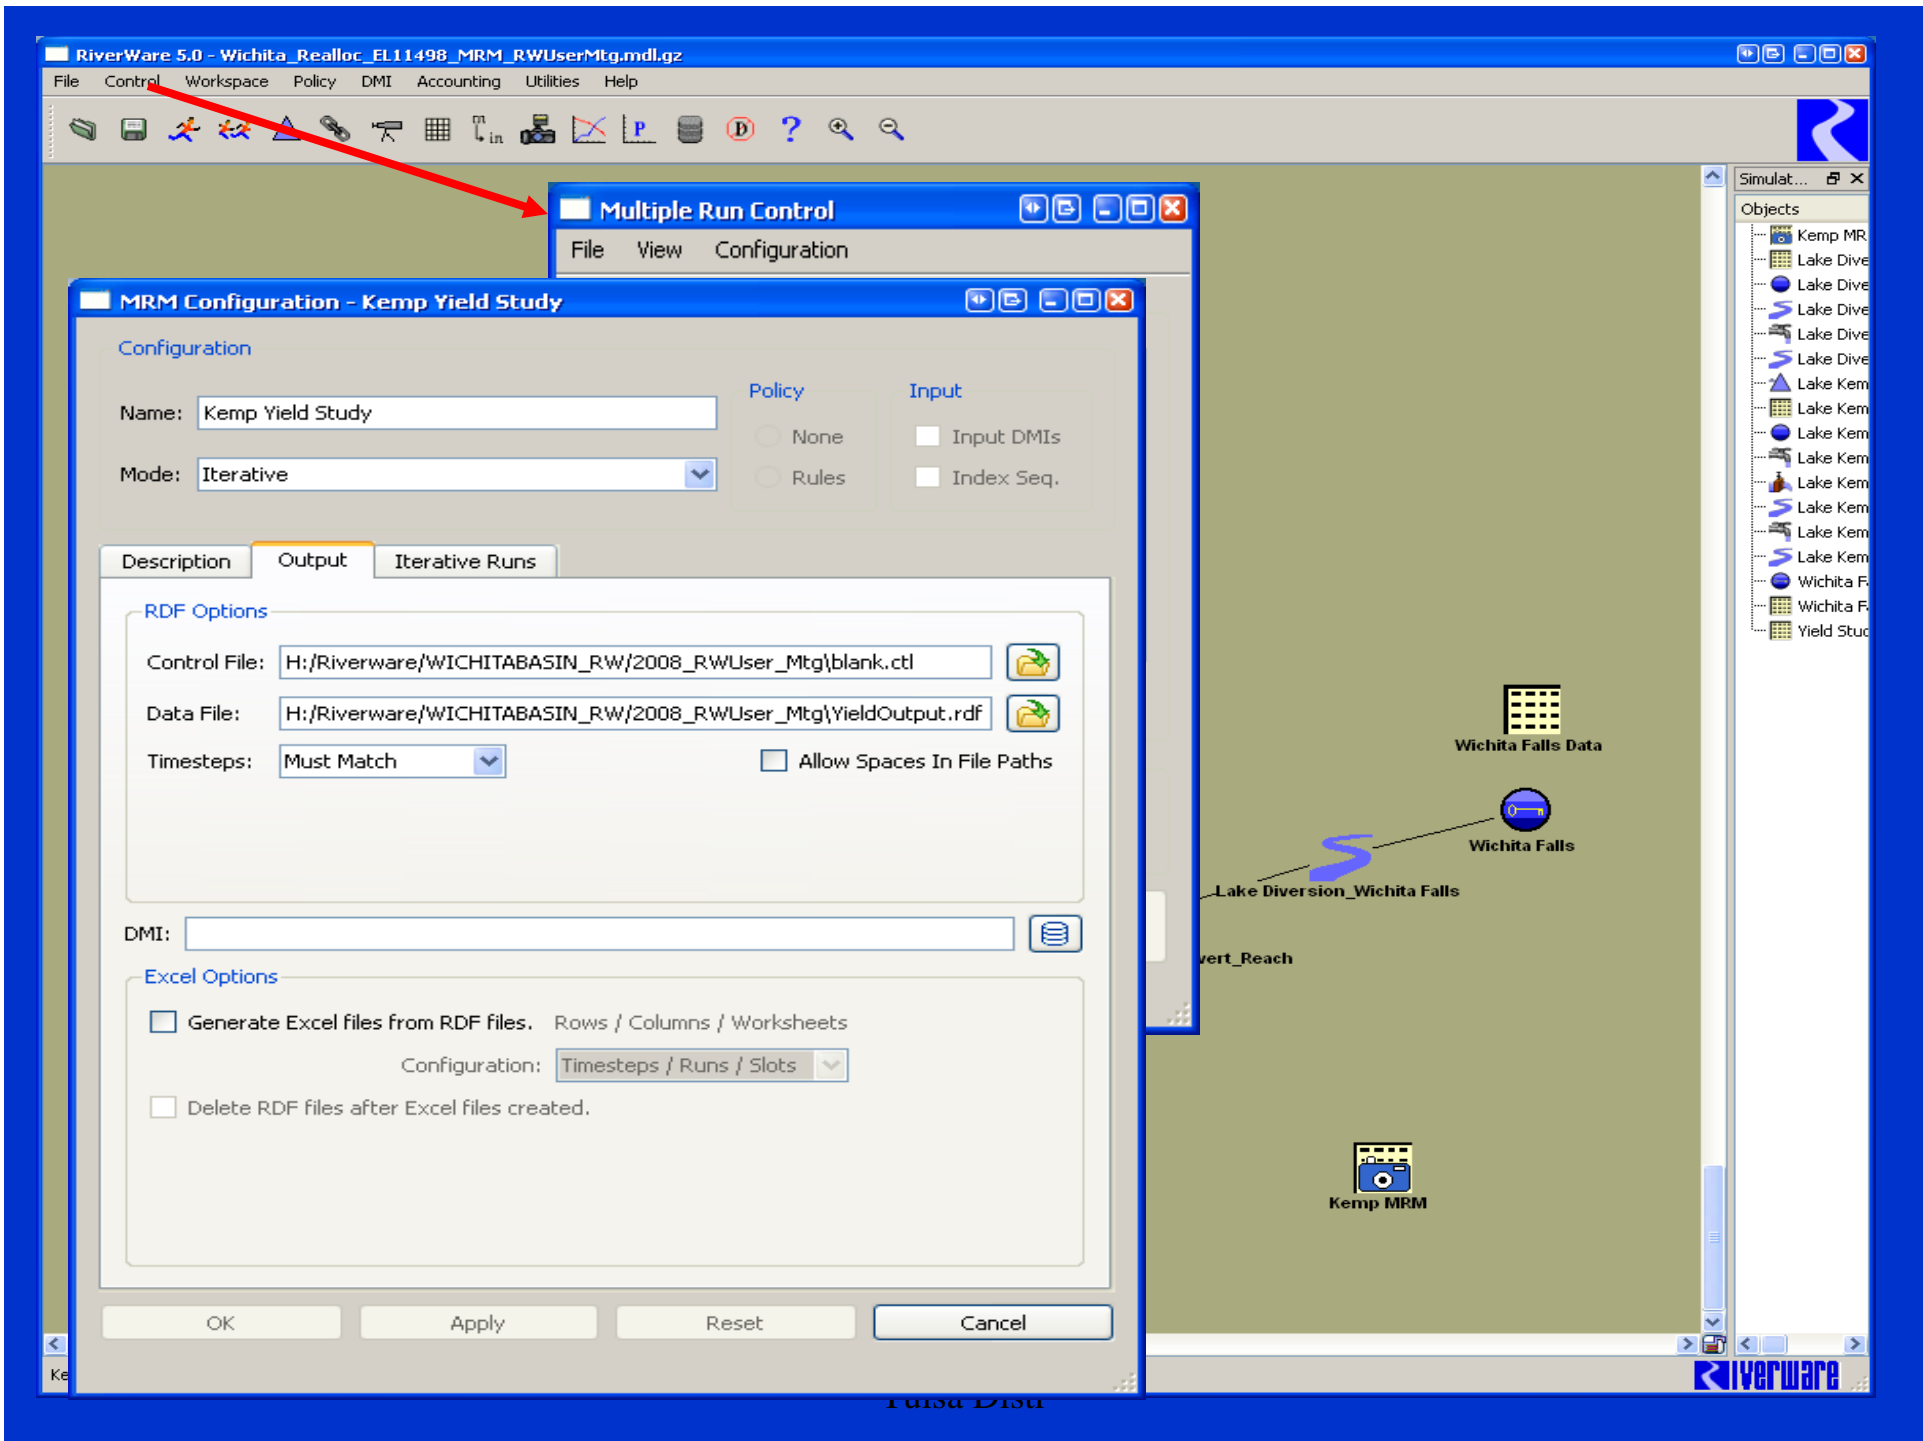 RiverWare 5.0 - Wichita_Realloc_EL11498_MRM_RWUserMtg.mdl.gz
File Control Workspace Policy DMI Accounting Utilities Help
in P D ?
Simulat...
Objects
Kemp MR
Lake Dive
Lake Dive
Lake Dive
Lake Dive
Lake Dive
Lake Kem
Lake Kem
Lake Kem
Lake Kem
Lake Kem
Lake Kem
Lake Kem
Lake Kem
Wichita F
Wichita F
Yield Stud
Multiple Run Control
File View Configuration
MRM Configuration - Kemp Yield Study
Configuration
Name: Kemp Yield Study
Mode: Iterative
Policy
None
Rules
Input
Input DMIs
Index Seq.
Description Output Iterative Runs
RDF Options
Control File: H:/Riverware/WICHITABASIN_RW/2008_RWUser_Mtg\blank.ctl
Data File: H:/Riverware/WICHITABASIN_RW/2008_RWUser_Mtg\YieldOutput.rdf
Timesteps: Must Match Allow Spaces In File Paths
DMI:
Excel Options
Generate Excel files from RDF files. Rows / Columns / Worksheets
Configuration: Timesteps / Runs / Slots
Delete RDF files after Excel files created.
OK Apply Reset Cancel
Wichita Falls Data
Wichita Falls
Lake Diversion_Wichita Falls
vert_Reach
Kemp MRM
Ke
Riverware
Tulsa Distr